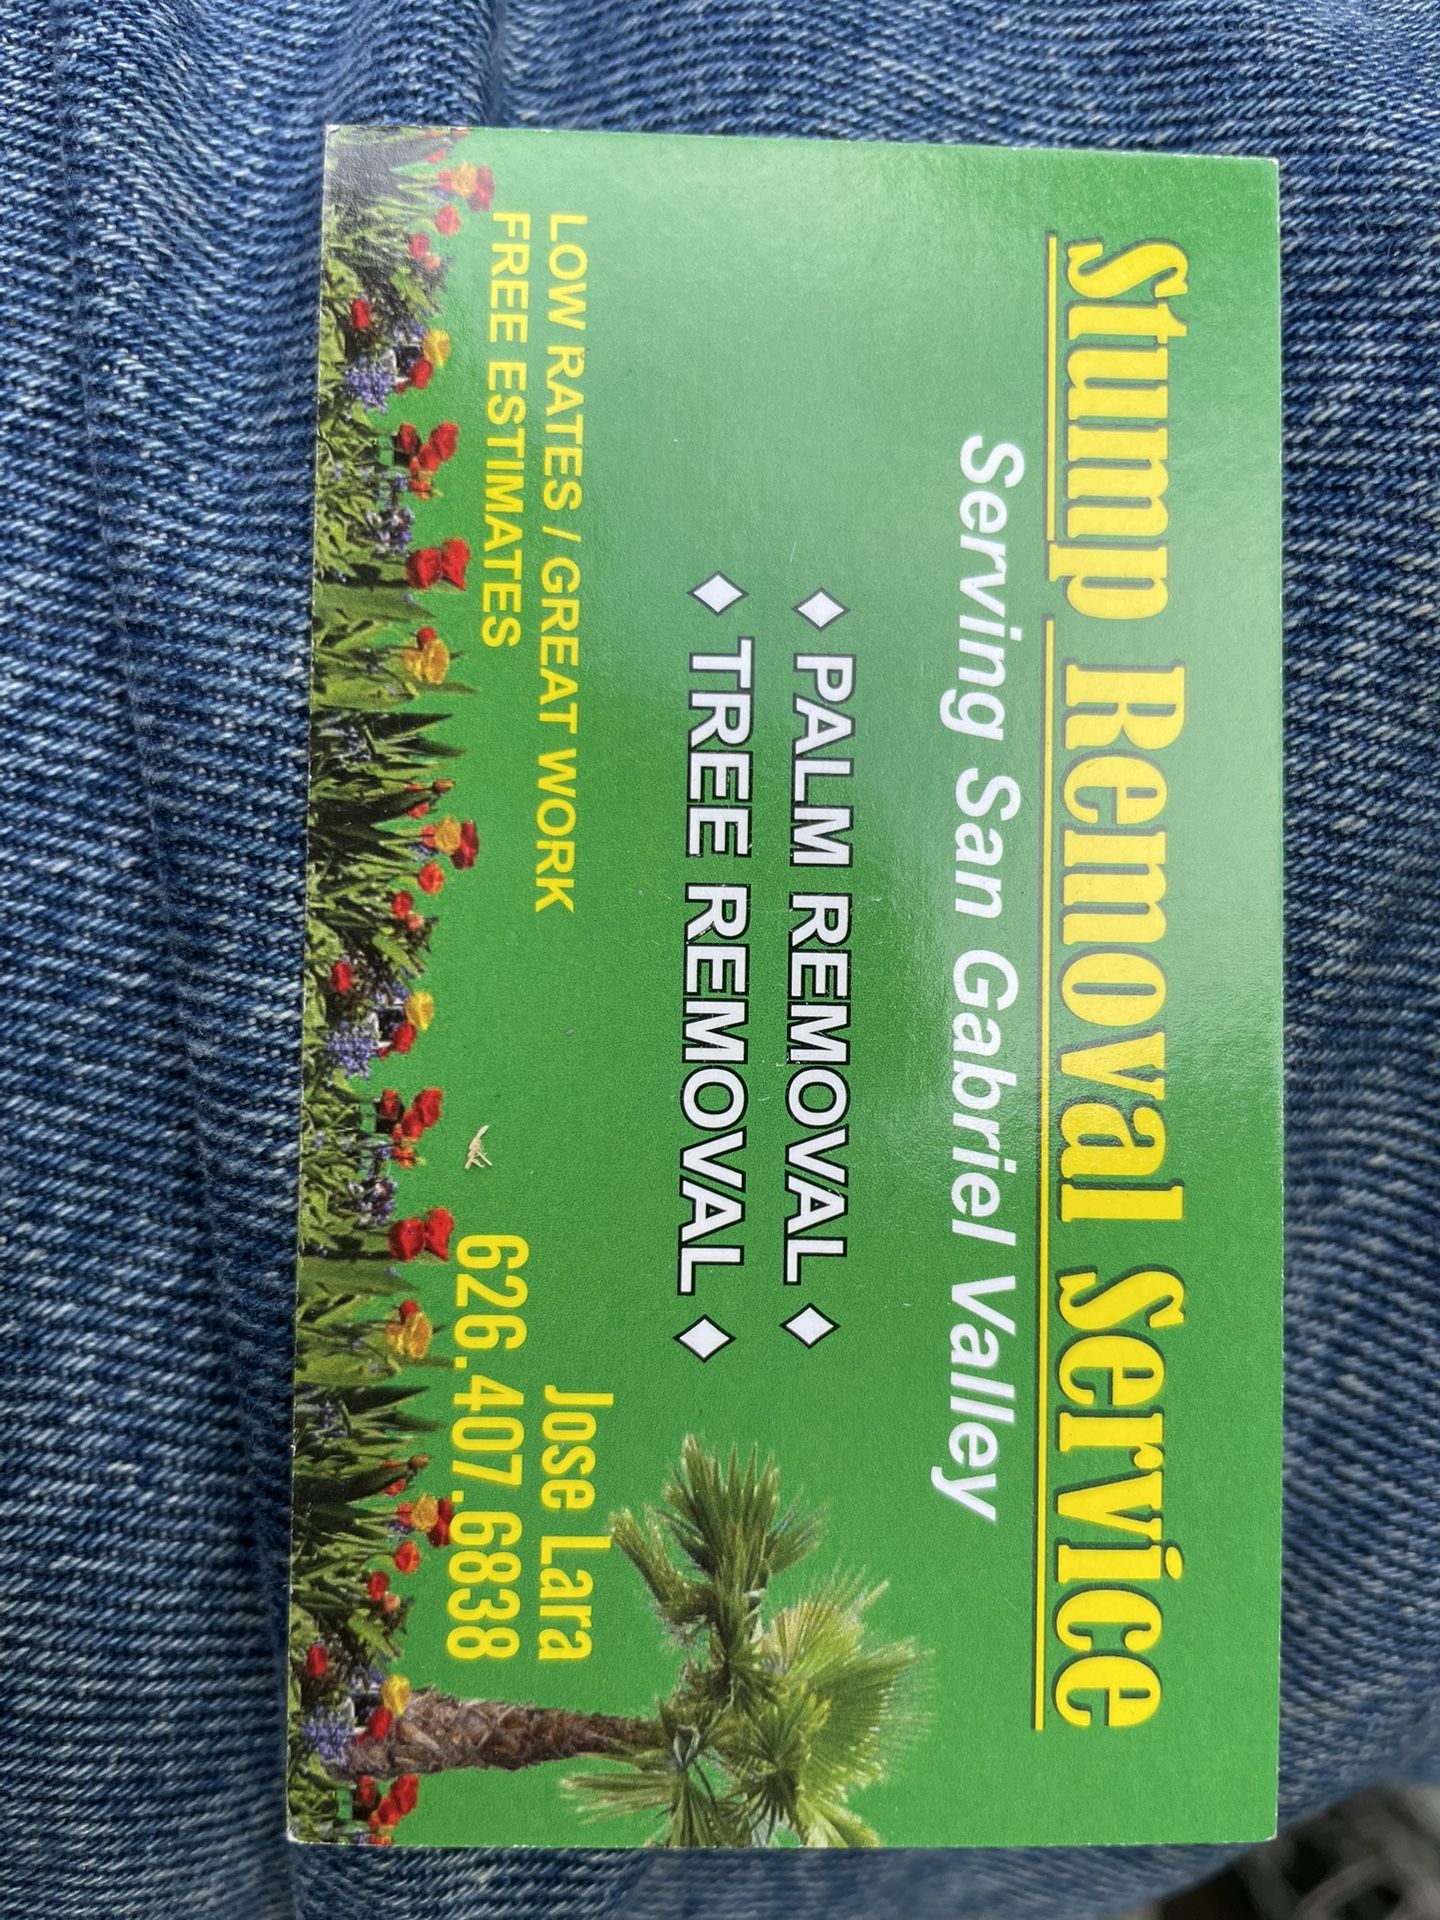 Stump Removal Service
Serving San Gabriel Valley
◆ PALM REMOVAL ◆
◆ TREE REMOVAL ◆
LOW RATES / GREAT WORK
FREE ESTIMATES
Jose Lara
626.407.6838